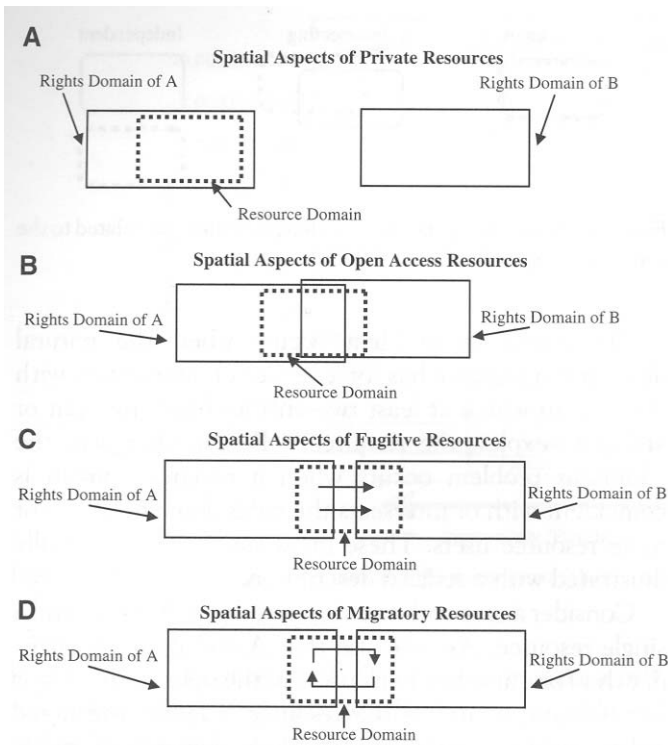 A
Spatial Aspects of Private Resources
Rights Domain of A
Rights Domain of B
Resource Domain
B
Spatial Aspects of Open Access Resources
Rights Domain of A
Rights Domain of B
Resource Domain
C
Spatial Aspects of Fugitive Resources
Rights Domain of A
Rights Domain of B
Resource Domain
D
Spatial Aspects of Migratory Resources
Rights Domain of A
Rights Domain of B
Resource Domain